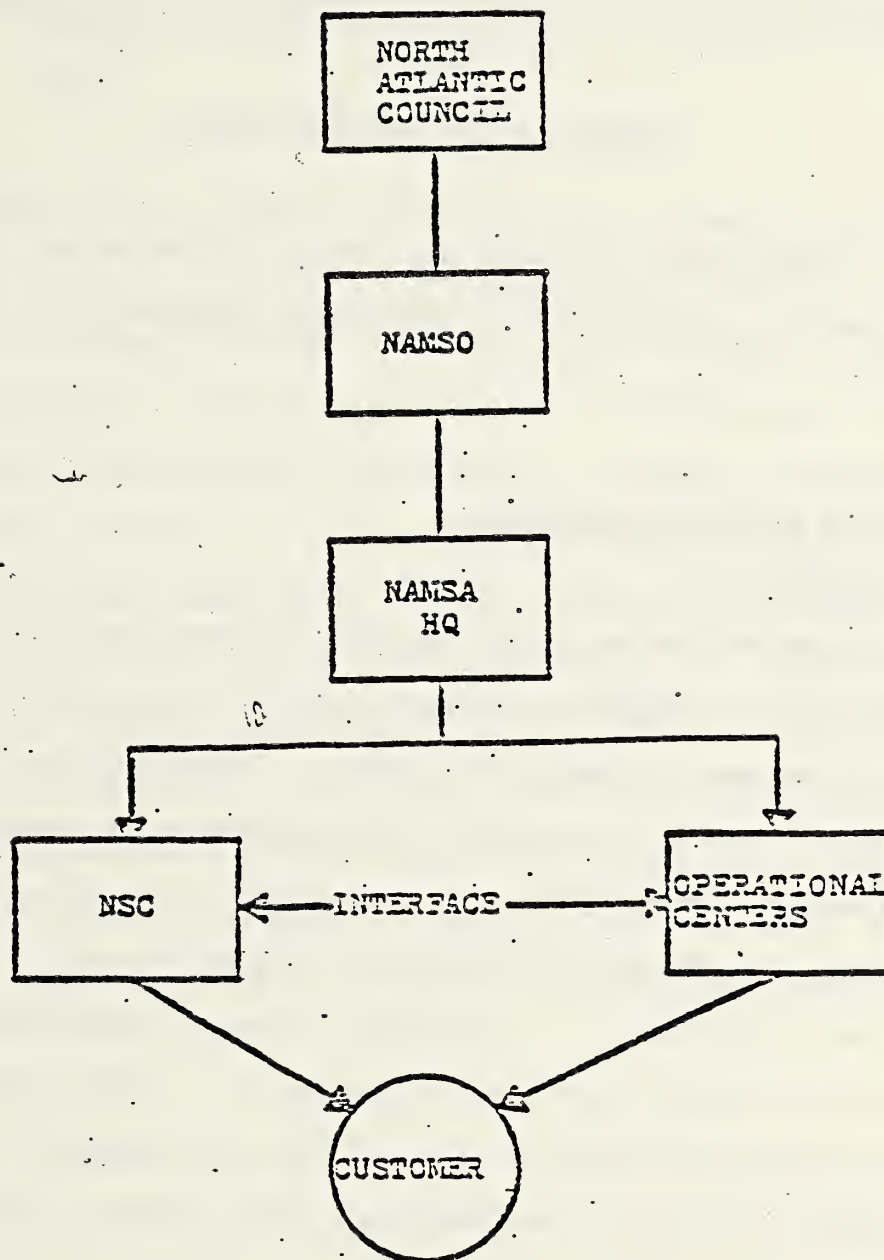 NORTH
ATLANTIC
COUNCIL
NAMSO
NAMSA
HQ
NSC
INTERFACE
OPERATIONAL
CENTERS
CUSTOMER